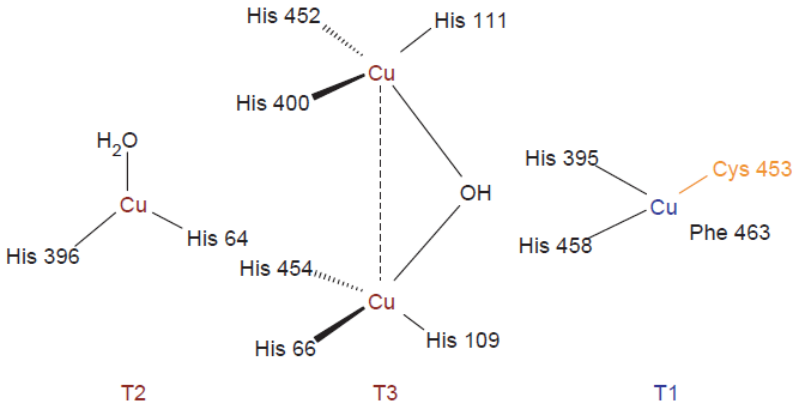 His 452
His 111
Cu
His 400
H₂O
OH
His 395
Cys 453
Cu
Cu
Phe 463
His 64
His 396
His 458
His 454
Cu
His 66
His 109
T2
T3
T1